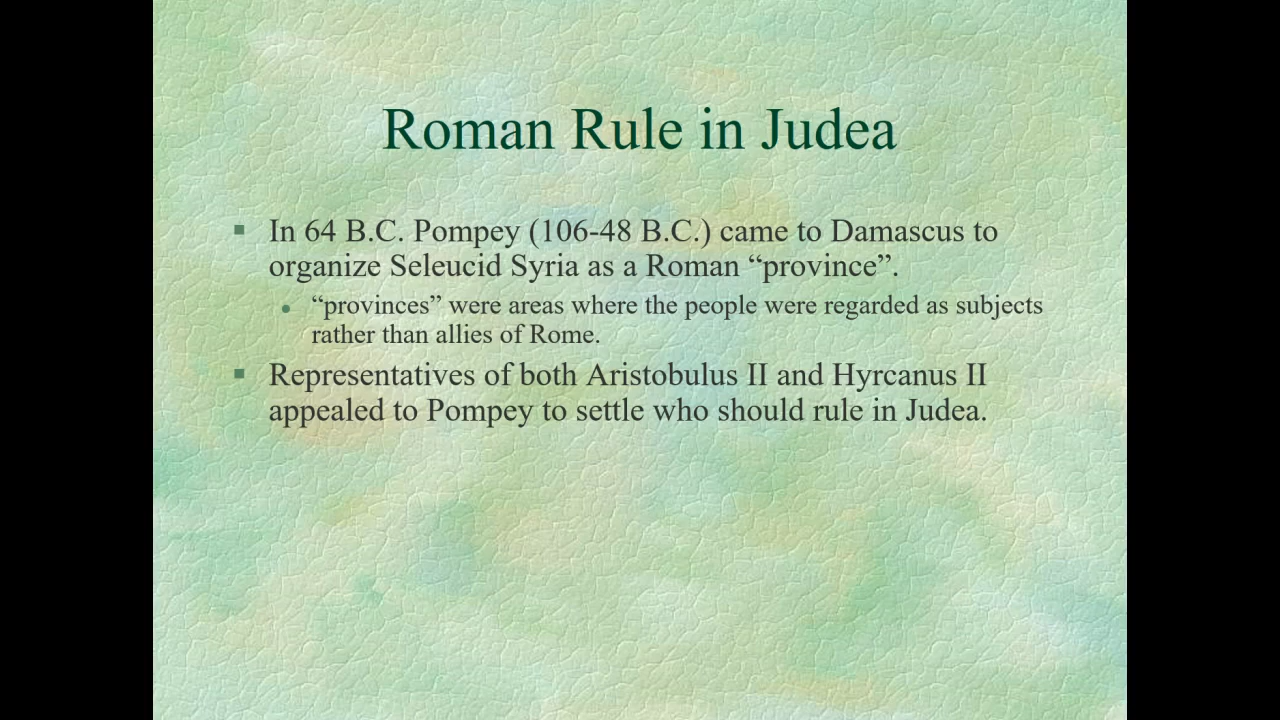 Roman Rule in Judea
In 64 B.C. Pompey (106-48 B.C.) came to Damascus to
organize Seleucid Syria as a Roman “province”.
“provinces” were areas where the people were regarded as subjects
rather than allies of Rome.
Representatives of both Aristobulus II and Hyrcanus II
appealed to Pompey to settle who should rule in Judea.